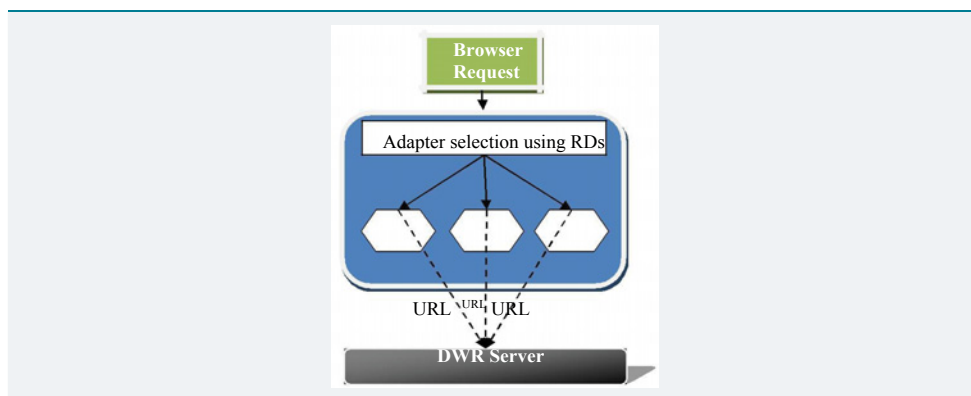 Browser
Request
Adapter selection using RDs
URL URL URL
DWR Server